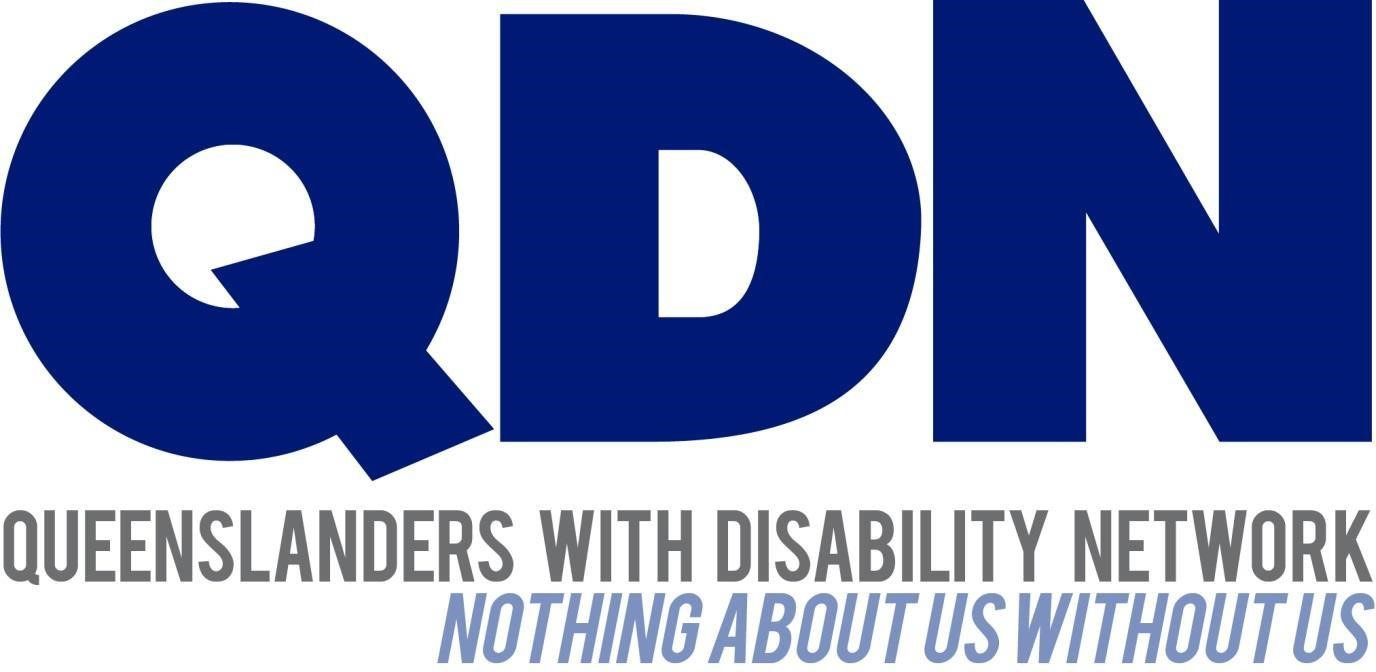 QDN
QUEENSLANDERS WITH DISABILITY NETWORK
NOTHING ABOUT US WITHOUT US